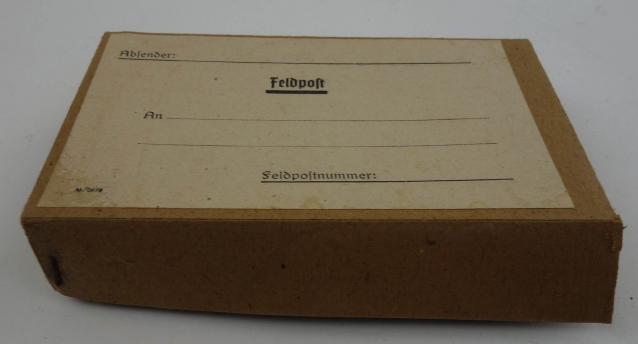 Absender:
Feldpost
An
Feldpostnummer: